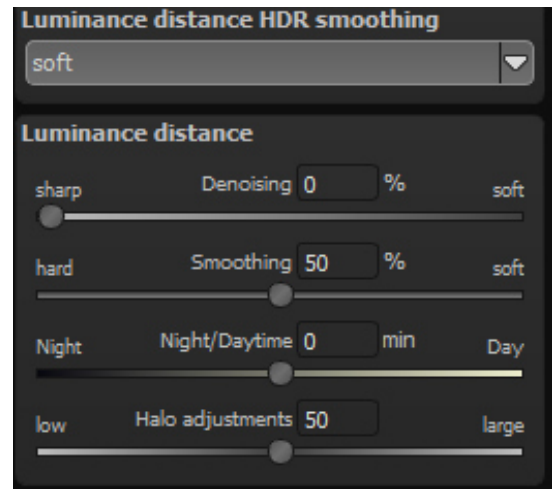 Luminance distance HDR smoothing
soft
Luminance distance
sharp Denoising 0 % soft
hard Smoothing 50 % soft
Night Night/Daytime 0 min Day
low Halo adjustments 50 large